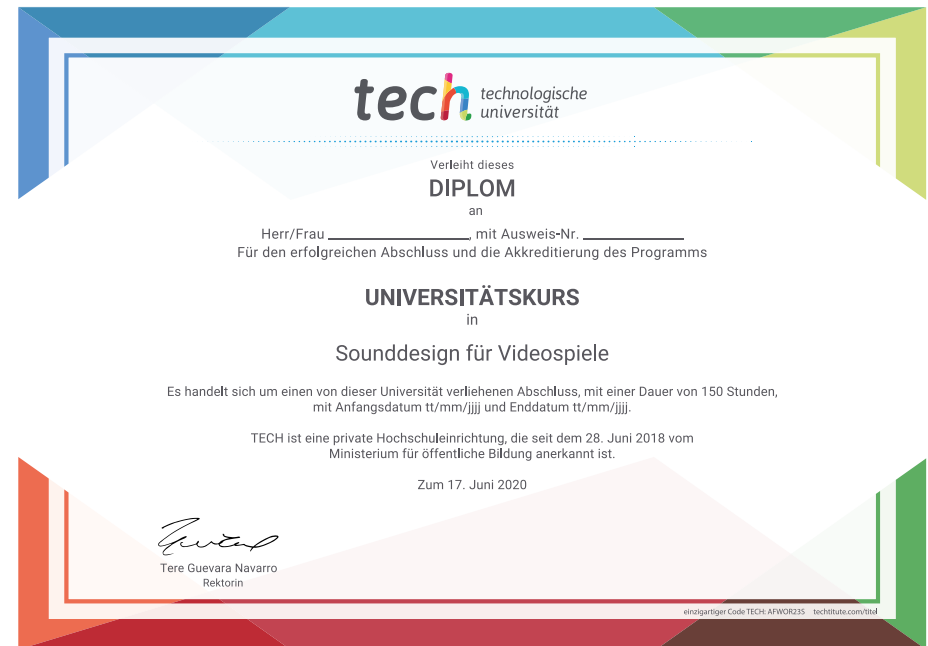 tech technologische
universität
Verleiht dieses
DIPLOM
an
Herr/Frau ____________, mit Ausweis-Nr. ____________
Für den erfolgreichen Abschluss und die Akkreditierung des Programms
UNIVERSITÄTSKURS
in
Sounddesign für Videospiele
Es handelt sich um einen von dieser Universität verliehenen Abschluss, mit einer Dauer von 150 Stunden,
mit Anfangsdatum tt/mm/jjjj und Enddatum tt/mm/jjjj.
TECH ist eine private Hochschuleinrichtung, die seit dem 28. Juni 2018 vom
Ministerium für öffentliche Bildung anerkannt ist.
Zum 17. Juni 2020
Tere Guevara Navarro
Rektorin
einzigartiger Code TECH: AFWOR23S techtitute.com/titel